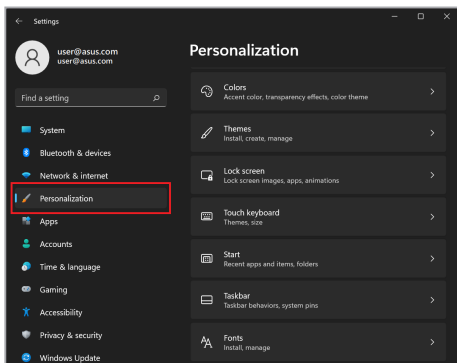 Settings
user@asus.com
user@asus.com
Find a setting
System
Bluetooth & devices
Network & internet
Personalization
Apps
Accounts
Time & language
Gaming
Accessibility
Privacy & security
Windows Update
Personalization
Colors
Accent color, transparency effects, color theme
Themes
Install, create, manage
Lock screen
Lock screen images, apps, animations
Touch keyboard
Themes, size
Start
Recent apps and items, folders
Taskbar
Taskbar behaviors, system pins
Fonts
Install, manage